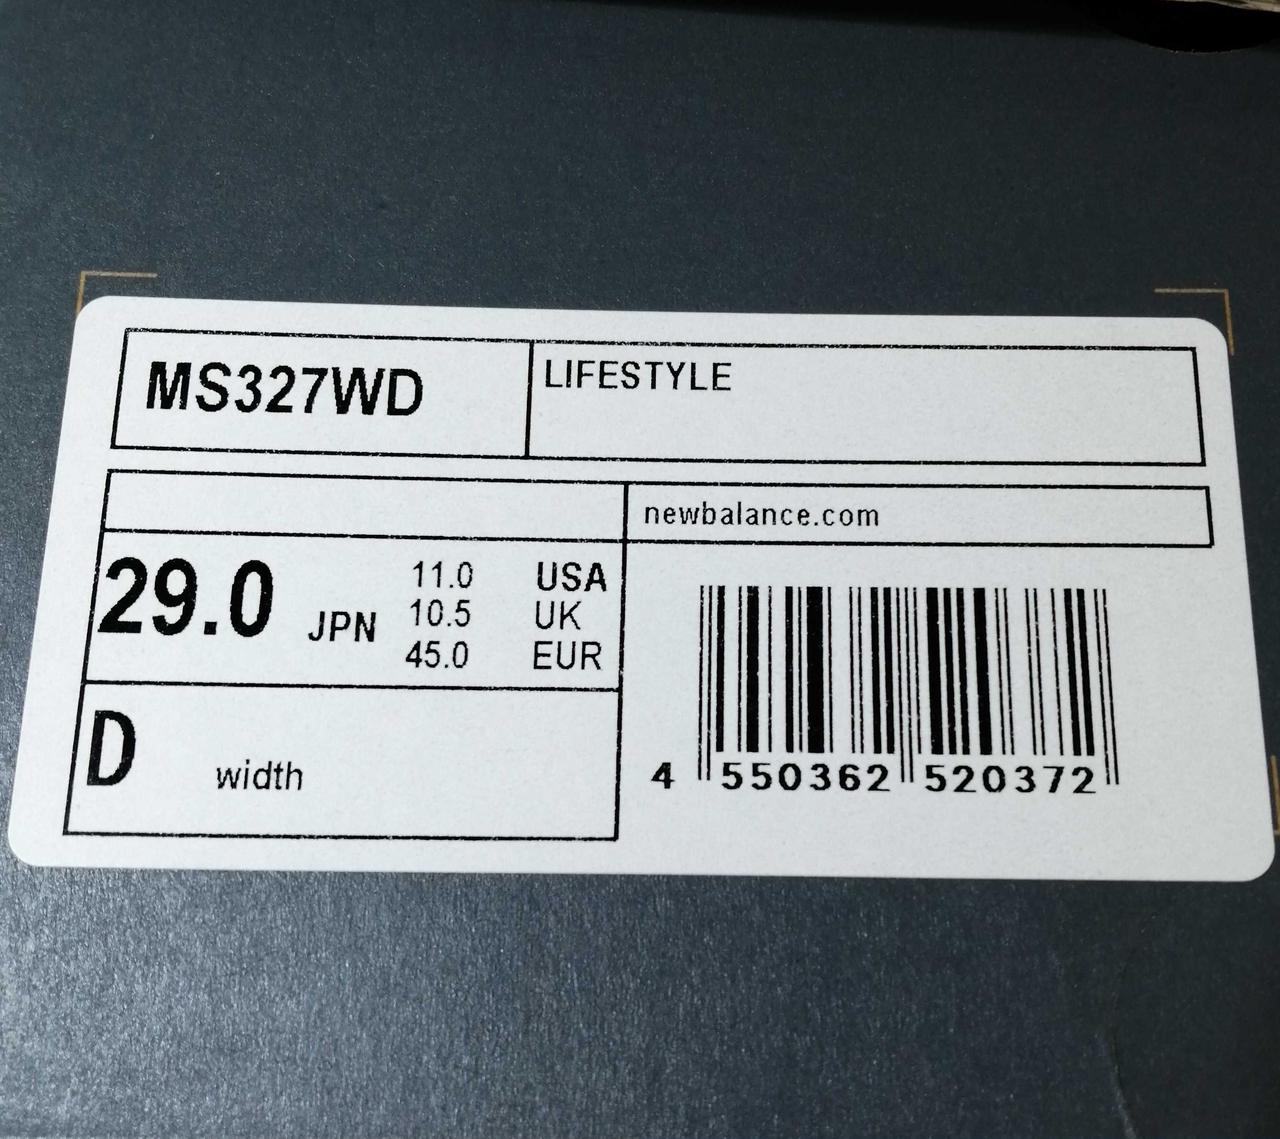 MS327WD
LIFESTYLE
newbalance.com
29.0 JPN
11.0 USA
10.5 UK
45.0 EUR
D width
4 550362 520372